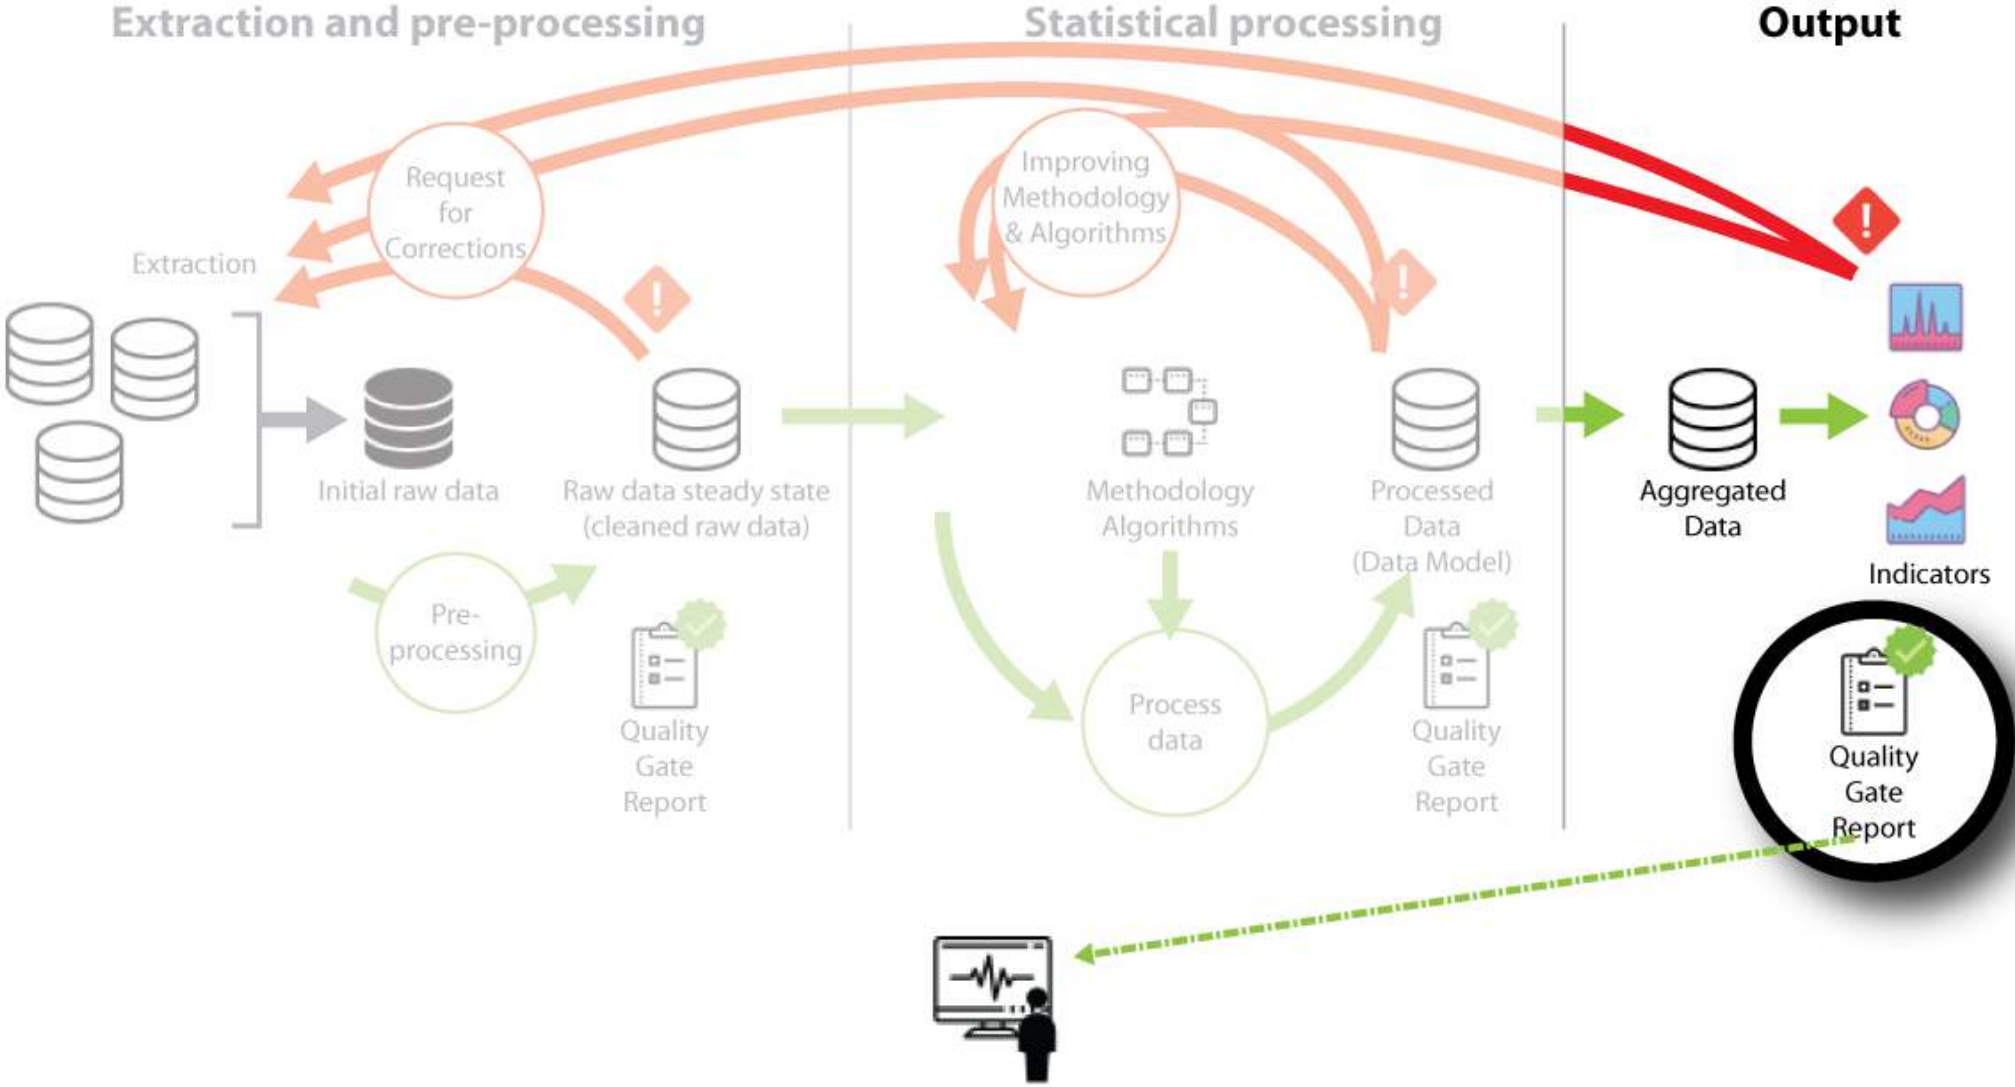 Extraction and pre-processing
Statistical processing
Output
Request
for
Corrections
Improving
Methodology
& Algorithms
Extraction
Initial raw data
Raw data steady state
(cleaned raw data)
Methodology
Algorithms
Processed
Data
(Data Model)
Aggregated
Data
Indicators
Pre-
processing
Quality
Gate
Report
Process
data
Quality
Gate
Report
Quality
Gate
Report